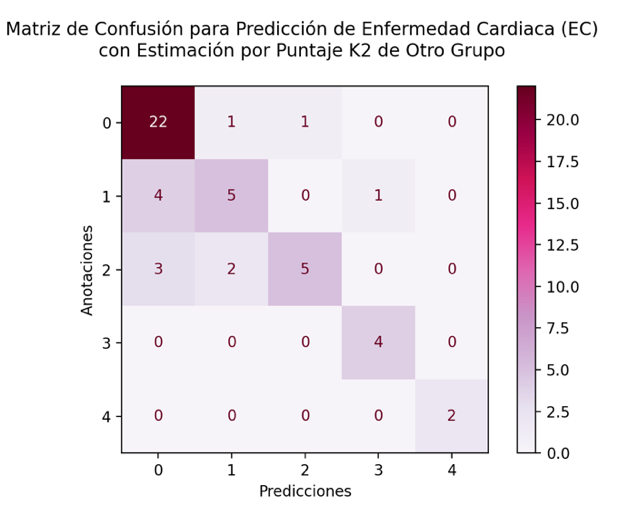 Matriz de Confusión para Predicción de Enfermedad Cardiaca (EC)
con Estimación por Puntaje K2 de Otro Grupo
0 22 1 1 0 0
1 4 5 0 1 0
2 3 2 5 0 0
3 0 0 0 4 0
4 0 0 0 0 2
0 1 2 3 4
Predicciones
Anotaciones
20.0
17.5
15.0
12.5
10.0
7.5
5.0
2.5
0.0